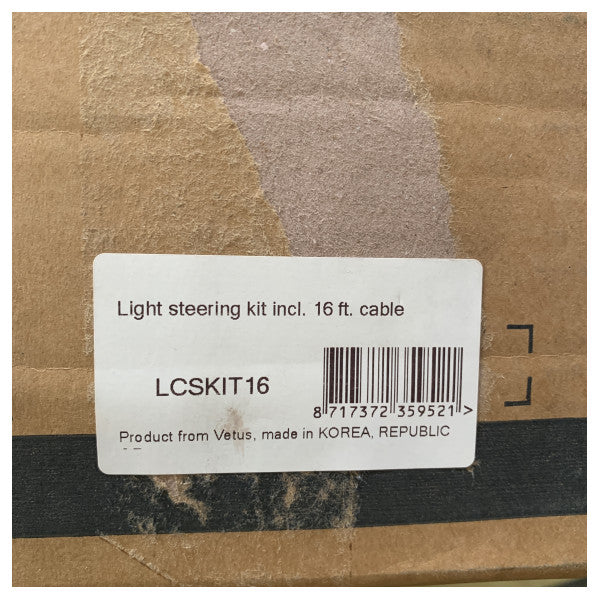 Light steering kit incl. 16 ft. cable
LCSKIT16
8 717372 359521 >
Product from Vetus, made in KOREA, REPUBLIC